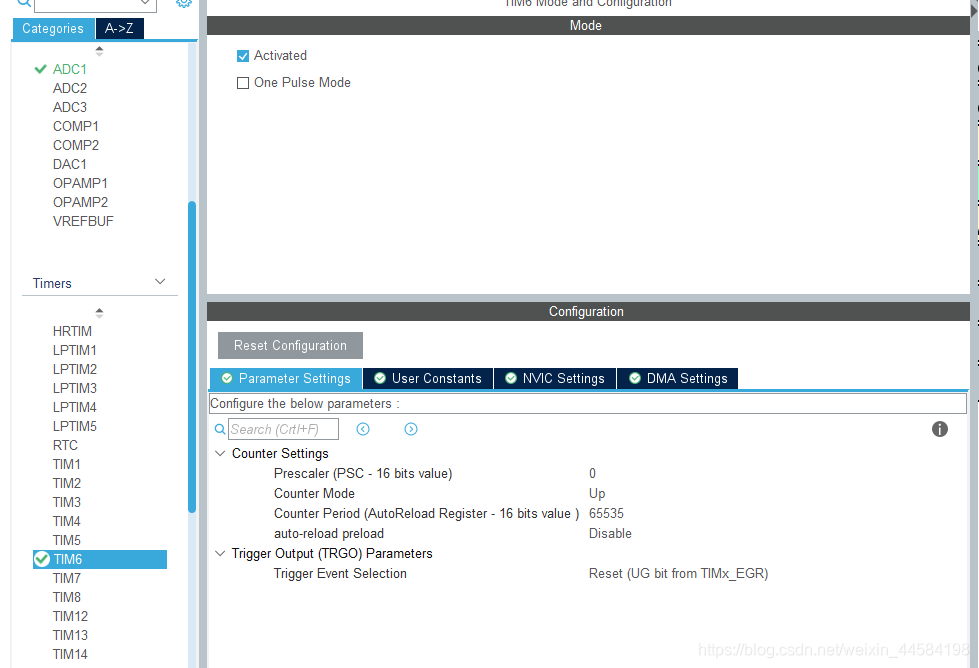 Categories
A->Z
ADC1
ADC2
ADC3
COMP1
COMP2
DAC1
OPAMP1
OPAMP2
VREFBUF
Timers
HRTIM
LPTIM1
LPTIM2
LPTIM3
LPTIM4
LPTIM5
RTC
TIM1
TIM2
TIM3
TIM4
TIM5
TIM6
TIM7
TIM8
TIM12
TIM13
TIM14
TIM6 Mode and Configuration
Mode
Activated
One Pulse Mode
Configuration
Reset Configuration
Parameter Settings
User Constants
NVIC Settings
DMA Settings
Configure the below parameters :
Search (Crtl+F)
Counter Settings
Prescaler (PSC - 16 bits value) 0
Counter Mode Up
Counter Period (AutoReload Register - 16 bits value ) 65535
auto-reload preload Disable
Trigger Output (TRGO) Parameters
Trigger Event Selection Reset (UG bit from TIMx_EGR)
https://blog.csdn.net/weixin_44584198